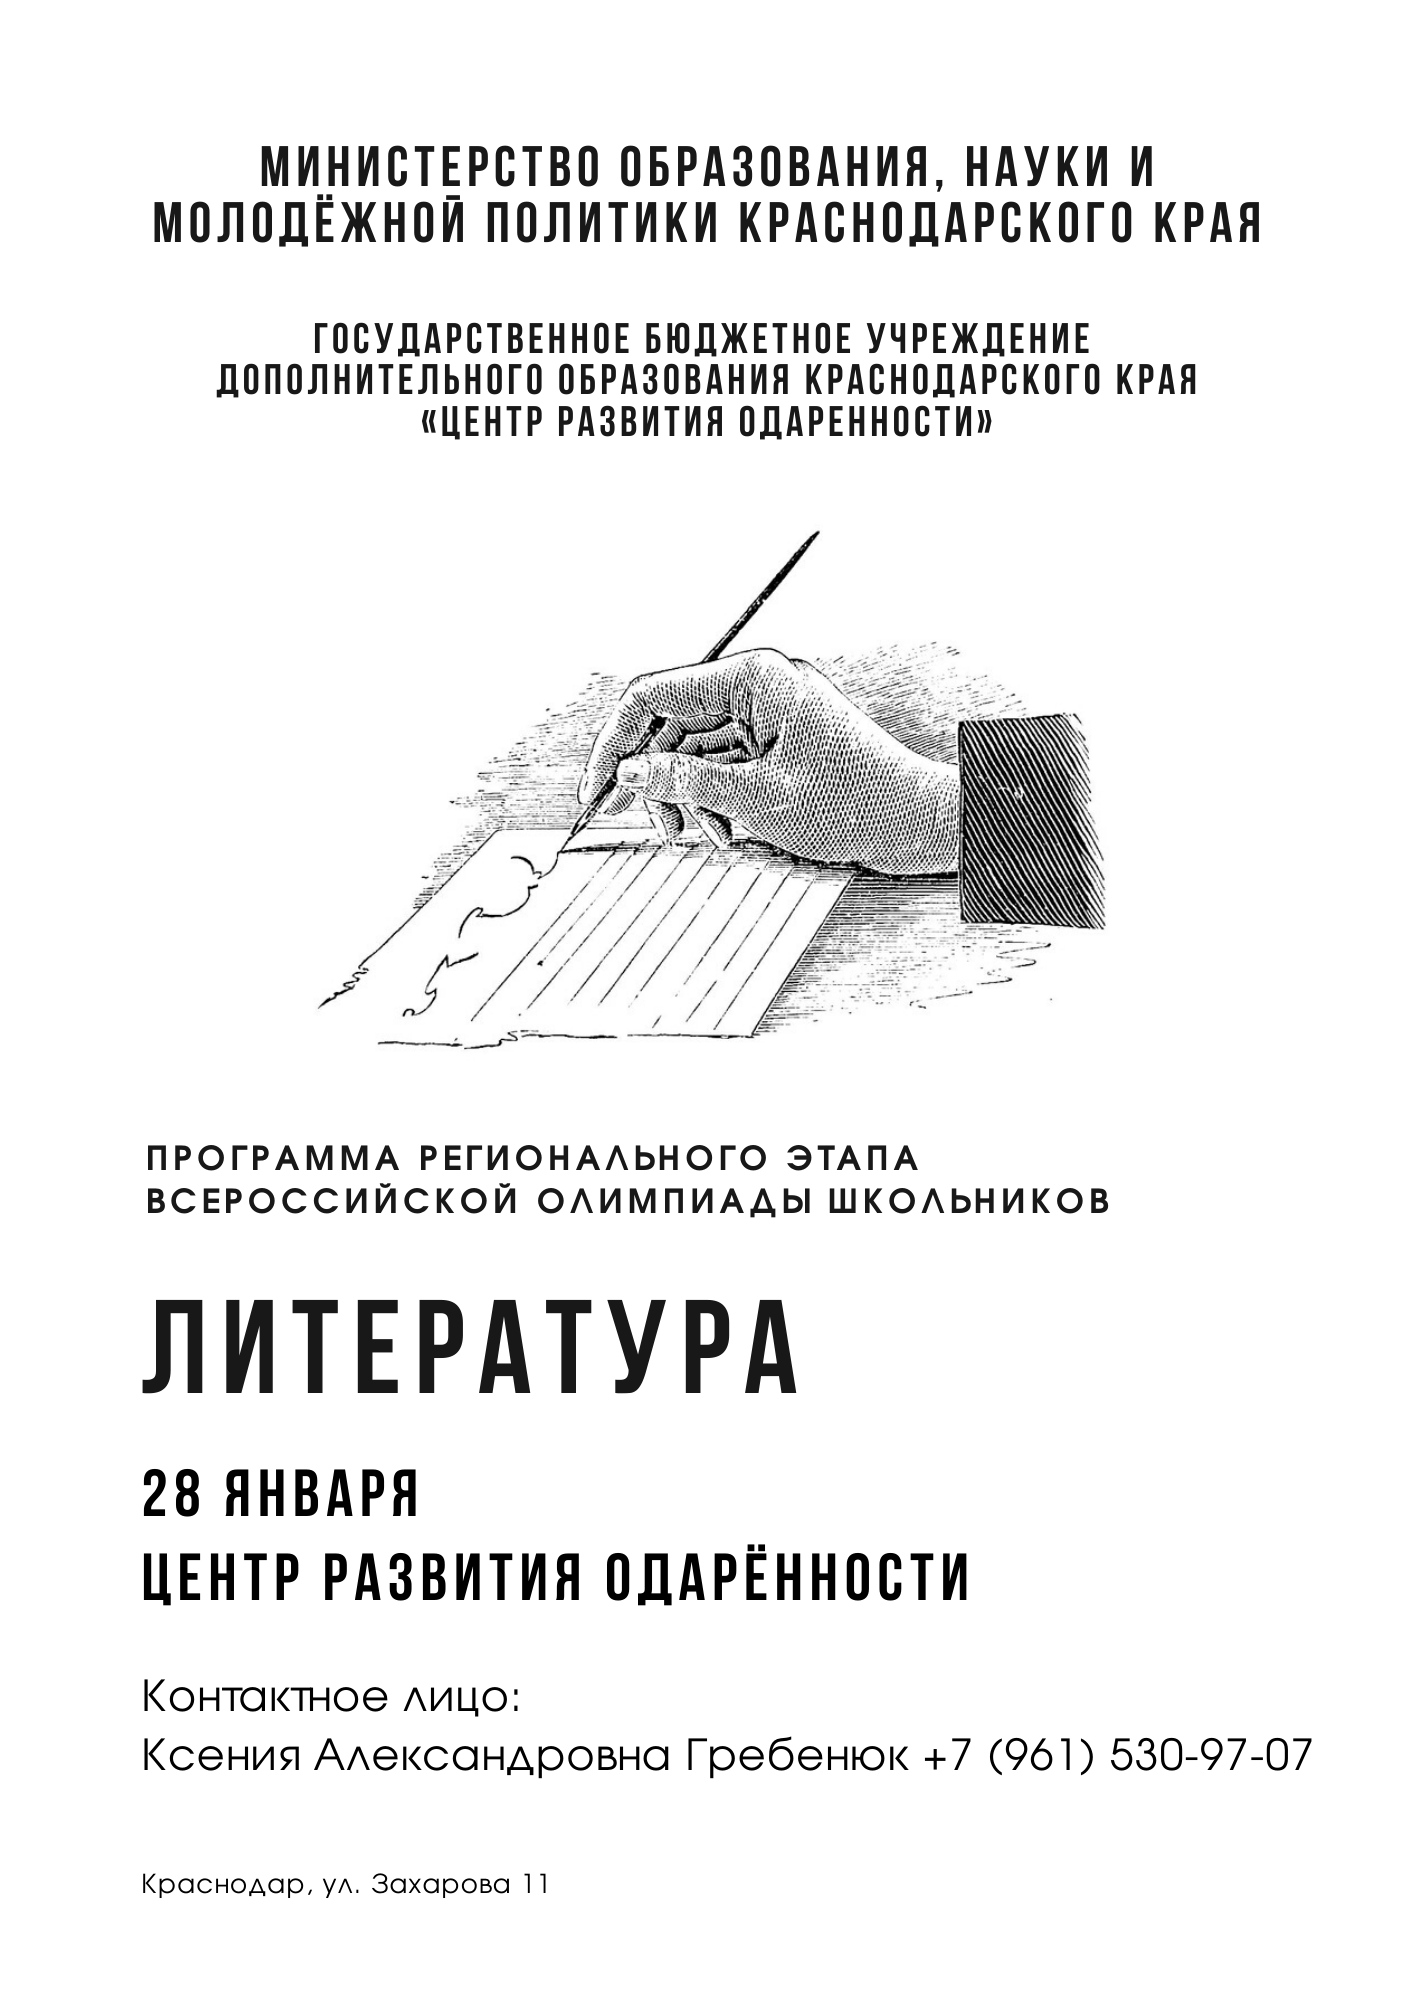 МИНИСТЕРСТВО ОБРАЗОВАНИЯ, НАУКИ И
МОЛОДЁЖНОЙ ПОЛИТИКИ КРАСНОДАРСКОГО КРАЯ
ГОСУДАРСТВЕННОЕ БЮДЖЕТНОЕ УЧРЕЖДЕНИЕ
ДОПОЛНИТЕЛЬНОГО ОБРАЗОВАНИЯ КРАСНОДАРСКОГО КРАЯ
«ЦЕНТР РАЗВИТИЯ ОДАРЕННОСТИ»
ПРОГРАММА РЕГИОНАЛЬНОГО ЭТАПА
ВСЕРОССИЙСКОЙ ОЛИМПИАДЫ ШКОЛЬНИКОВ
ЛИТЕРАТУРА
28 ЯНВАРЯ
ЦЕНТР РАЗВИТИЯ ОДАРЁННОСТИ
Контактное лицо:
Ксения Александровна Гребенюк +7 (961) 530-97-07
Краснодар, ул. Захарова 11